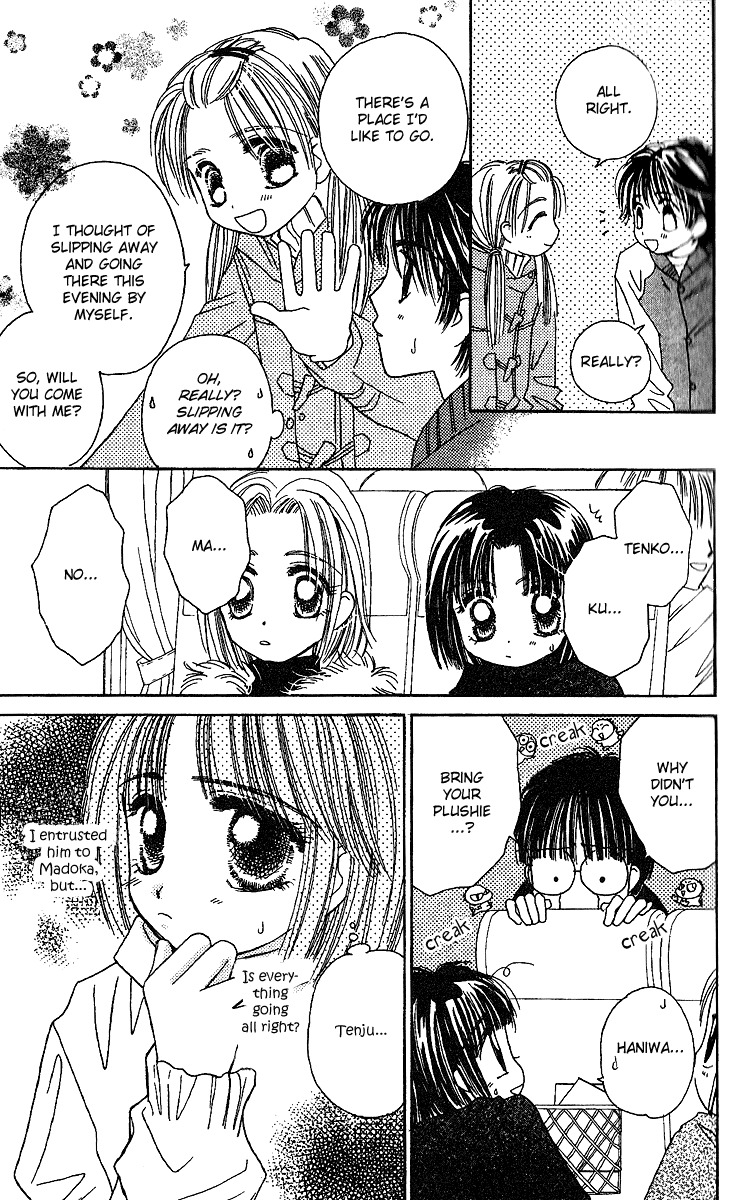 ALL
RIGHT.
REALLY?
THERE'S A
PLACE I'D
LIKE TO GO.
I THOUGHT OF
SLIPPING AWAY
AND GOING
THERE THIS
EVENING BY
MYSELF.
SO, WILL
YOU COME
WITH ME?
OH,
REALLY?
SLIPPING
AWAY IS IT?
TENKO...
KU...
MA...
NO...
WHY
DIDN'T
YOU...
BRING
YOUR
PLUSHIE
...?
creak
creak
creak
HANIWA...
Tenju...
I entrusted
him to
Madoka,
but...
Is every-
thing
going
all right?